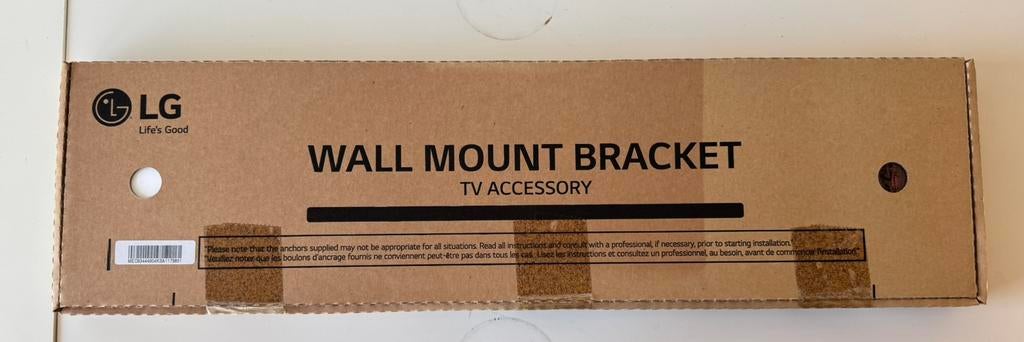 LG
Life's Good
WALL MOUNT BRACKET
TV ACCESSORY
"Please note that the anchors supplied may not be appropriate for all situations. Read all instructions and consult with a professional, if necessary, prior to starting installation."
"Veuillez noter que les boulons d'ancrage fournis ne conviennent peut-être pas dans tous les cas. Lisez les instructions et consultez un professionnel, au besoin, avant de commencer l'installation"